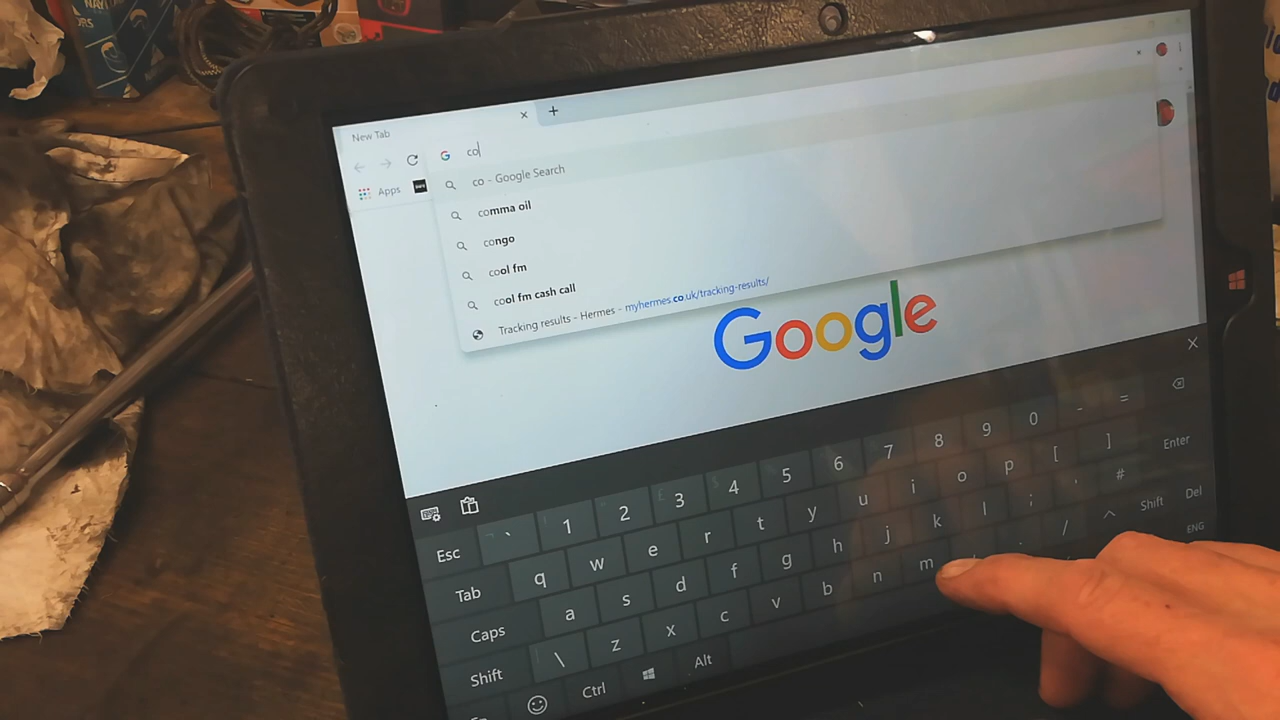 New Tab
co
Apps
co - Google Search
comma oil
congo
cool fm
cool fm cash call
Tracking results - Hermes - myhermes.co.uk/tracking-results/
Google
Esc ` 1 2 3 4 5 6 7 8 9 0 - =
Tab q w e r t y u i o p [ ] Enter
Caps a s d f g h j k l ; ' #
Shift \ z x c v b n m . / ^ Shift Del
Ctrl Alt ENG